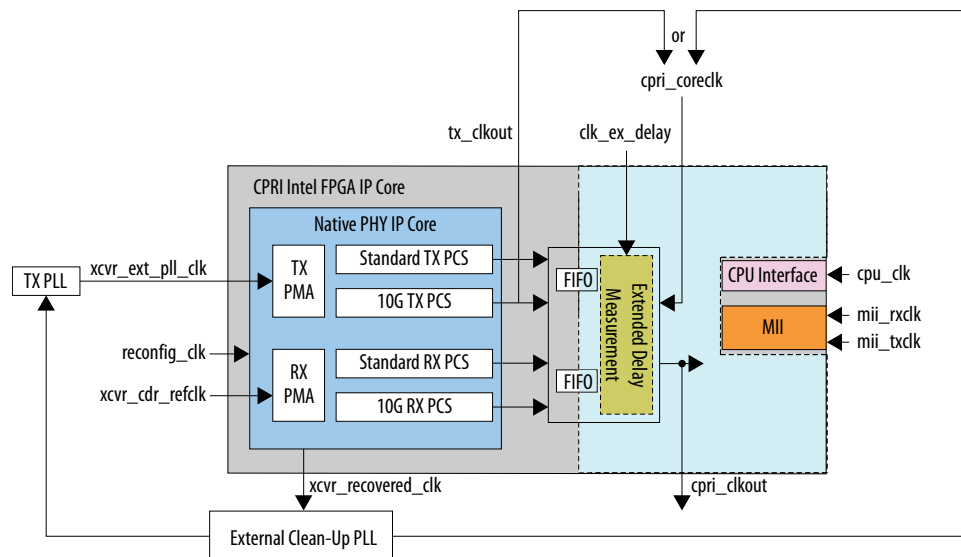 or
cpri_coreclk
tx_clkout
clk_ex_delay
CPRI Intel FPGA IP Core
Native PHY IP Core
TX PLL
xcvr_ext_pll_clk
TX
PMA
Standard TX PCS
10G TX PCS
FIFO
Extended Delay
Measurement
CPU Interface
cpu_clk
MII
mii_rxclk
mii_txclk
reconfig_clk
xcvr_cdr_refclk
RX
PMA
Standard RX PCS
10G RX PCS
FIFO
xcvr_recovered_clk
cpri_clkout
External Clean-Up PLL